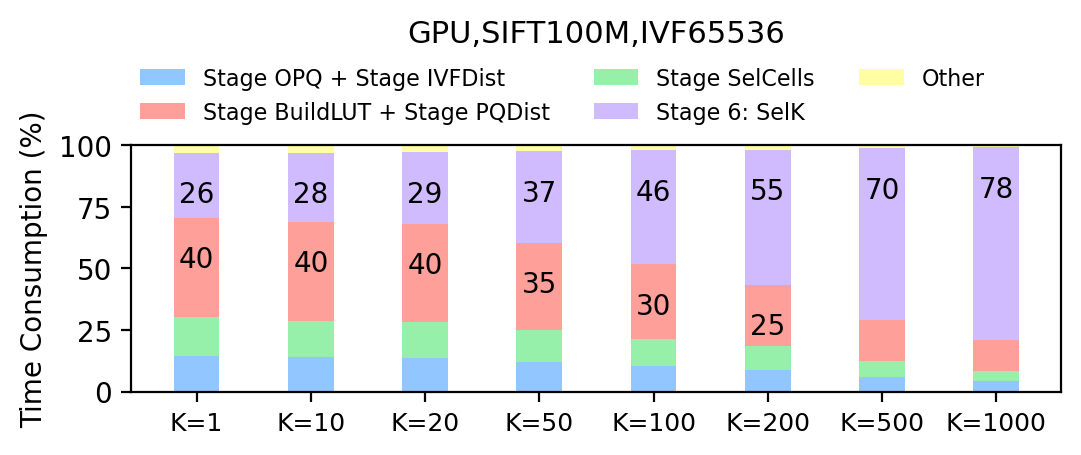 GPU,SIFT100M,IVF65536
Stage OPQ + Stage IVFDist
Stage SelCells
Other
Stage BuildLUT + Stage PQDist
Stage 6: SelK
Time Consumption (%)
100
75
50
25
0
26
28
29
37
46
55
70
78
40
40
40
35
30
25
K=1
K=10
K=20
K=50
K=100
K=200
K=500
K=1000